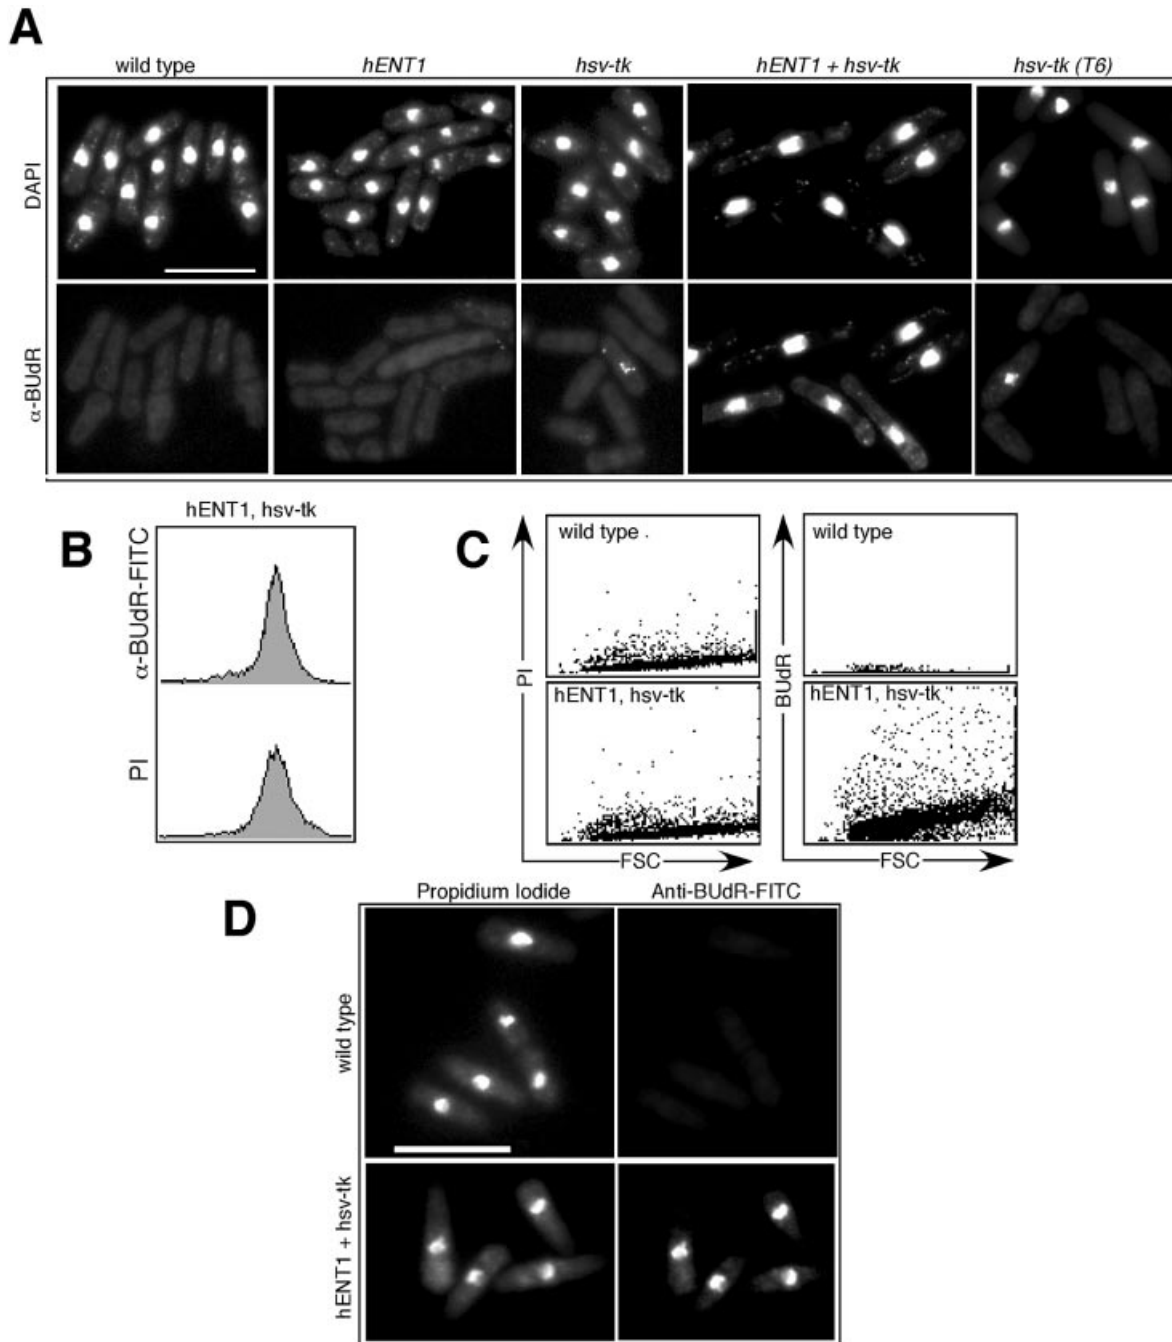 A
wild type
hENT1
hsv-tk
hENT1 + hsv-tk
hsv-tk (T6)
DAPI
α-BUdR
B
hENT1, hsv-tk
α-BUdR-FITC
PI
C
wild type
wild type
PI
BUdR
hENT1, hsv-tk
hENT1, hsv-tk
FSC
FSC
D
Propidium Iodide
Anti-BUdR-FITC
wild type
hENT1 + hsv-tk